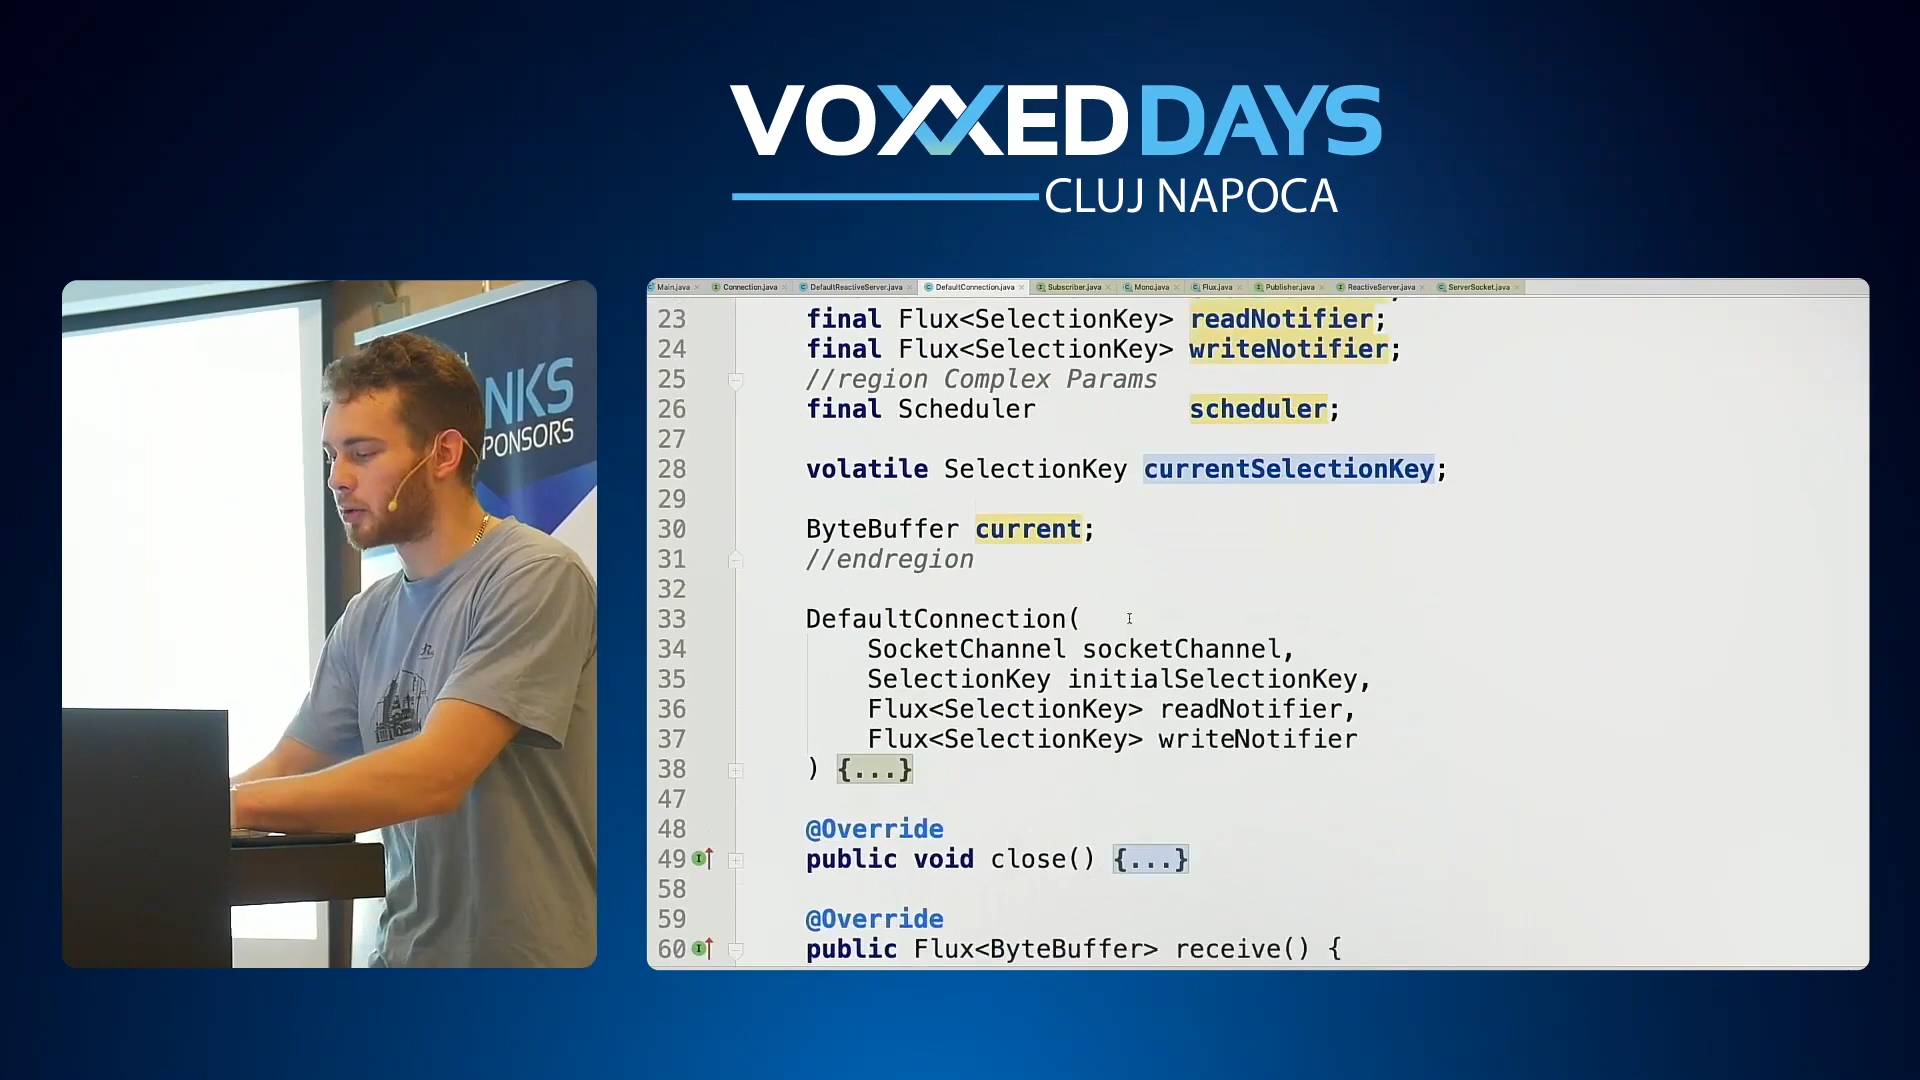 VOXXEDDAYS
CLUJ NAPOCA
NKS
PONSORS
Main.java Connection.java DefaultReactiveServer.java DefaultConnection.java Subscriber.java Mono.java Flux.java Publisher.java ReactiveServer.java ServerSocket.java
23 final Flux<SelectionKey> readNotifier;
24 final Flux<SelectionKey> writeNotifier;
25 //region Complex Params
26 final Scheduler scheduler;
27
28 volatile SelectionKey currentSelectionKey;
29
30 ByteBuffer current;
31 //endregion
32
33 DefaultConnection(
34 SocketChannel socketChannel,
35 SelectionKey initialSelectionKey,
36 Flux<SelectionKey> readNotifier,
37 Flux<SelectionKey> writeNotifier
38 ) {...}
47
48 @Override
49 public void close() {...}
58
59 @Override
60 public Flux<ByteBuffer> receive() {